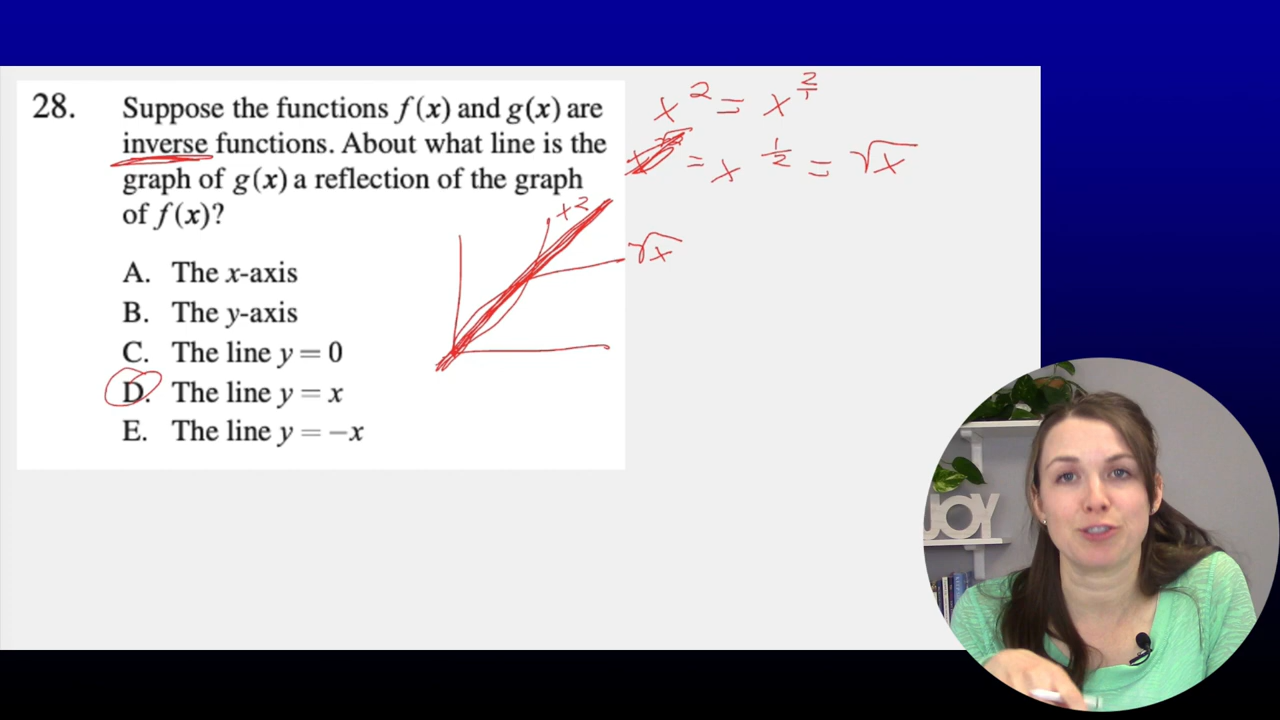 28. Suppose the functions f(x) and g(x) are
inverse functions. About what line is the
graph of g(x) a reflection of the graph
of f(x)?
A. The x-axis
B. The y-axis
C. The line y = 0
D. The line y = x
E. The line y = −x
x² = x^(2/1)
= x^(1/2) = √x
x²
√x
JOY